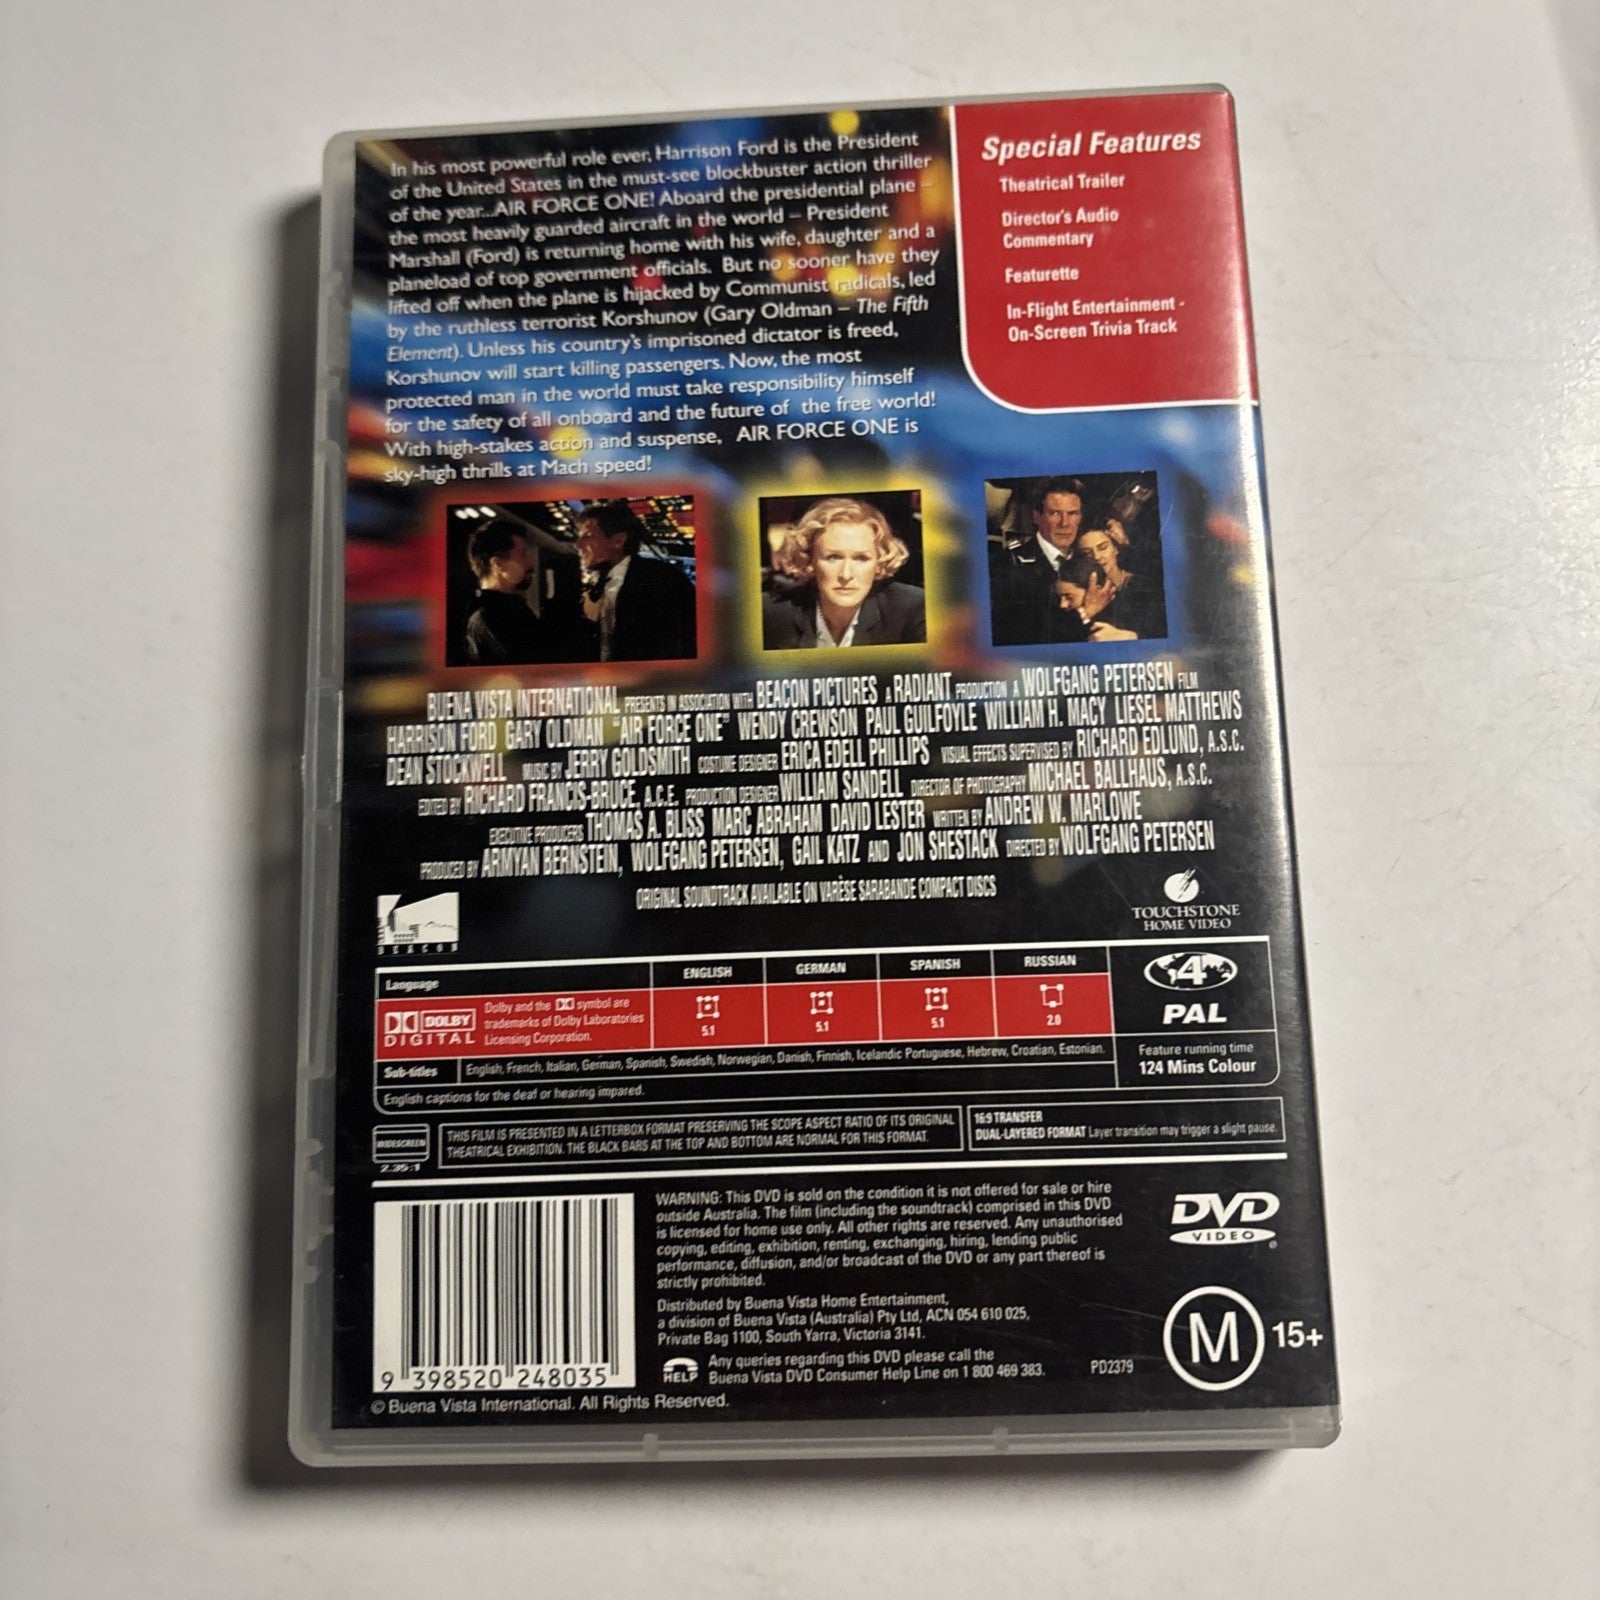 In his most powerful role ever, Harrison Ford is the President
of the United States in the must-see blockbuster action thriller
of the year...AIR FORCE ONE! Aboard the presidential plane –
the most heavily guarded aircraft in the world – President
Marshall (Ford) is returning home with his wife, daughter and a
planeload of top government officials. But no sooner have they
lifted off when the plane is hijacked by Communist radicals, led
by the ruthless terrorist Korshunov (Gary Oldman – The Fifth
Element). Unless his country's imprisoned dictator is freed,
Korshunov will start killing passengers. Now, the most
protected man in the world must take responsibility himself
for the safety of all onboard and the future of the free world!
With high-stakes action and suspense, AIR FORCE ONE is
sky-high thrills at Mach speed!
Special Features
Theatrical Trailer
Director's Audio
Commentary
Featurette
In-Flight Entertainment -
On-Screen Trivia Track
BUENA VISTA INTERNATIONAL PRESENTS IN ASSOCIATION WITH BEACON PICTURES A RADIANT PRODUCTION A WOLFGANG PETERSEN FILM
HARRISON FORD GARY OLDMAN "AIR FORCE ONE" WENDY CREWSON PAUL GUILFOYLE WILLIAM H. MACY LIESEL MATTHEWS
DEAN STOCKWELL MUSIC BY JERRY GOLDSMITH COSTUME DESIGNER ERICA EDELL PHILLIPS VISUAL EFFECTS SUPERVISED BY RICHARD EDLUND, A.S.C.
EDITED BY RICHARD FRANCIS-BRUCE, A.C.E. PRODUCTION DESIGNER WILLIAM SANDELL DIRECTOR OF PHOTOGRAPHY MICHAEL BALLHAUS, A.S.C.
EXECUTIVE PRODUCERS THOMAS A. BLISS MARC ABRAHAM DAVID LESTER WRITTEN BY ANDREW W. MARLOWE
PRODUCED BY ARMYAN BERNSTEIN, WOLFGANG PETERSEN, GAIL KATZ AND JON SHESTACK DIRECTED BY WOLFGANG PETERSEN
ORIGINAL SOUNDTRACK AVAILABLE ON VARÈSE SARABANDE COMPACT DISCS
BEACON
TOUCHSTONE
HOME VIDEO
Language
ENGLISH
GERMAN
SPANISH
RUSSIAN
DOLBY
DIGITAL
Dolby and the symbol are
trademarks of Dolby Laboratories
Licensing Corporation.
5.1
5.1
5.1
2.0
4
PAL
Sub-titles
English, French, Italian, German, Spanish, Swedish, Norwegian, Danish, Finnish, Icelandic Portuguese, Hebrew, Croatian, Estonian.
English captions for the deaf or hearing impared.
Feature running time
124 Mins Colour
WIDESCREEN
2.35:1
THIS FILM IS PRESENTED IN A LETTERBOX FORMAT PRESERVING THE SCOPE ASPECT RATIO OF ITS ORIGINAL
THEATRICAL EXHIBITION. THE BLACK BARS AT THE TOP AND BOTTOM ARE NORMAL FOR THIS FORMAT.
16:9 TRANSFER
DUAL-LAYERED FORMAT Layer transition may trigger a slight pause.
WARNING: This DVD is sold on the condition it is not offered for sale or hire
outside Australia. The film (including the soundtrack) comprised in this DVD
is licensed for home use only. All other rights are reserved. Any unauthorised
copying, editing, exhibition, renting, exchanging, hiring, lending public
performance, diffusion, and/or broadcast of the DVD or any part thereof is
strictly prohibited.
Distributed by Buena Vista Home Entertainment,
a division of Buena Vista (Australia) Pty Ltd, ACN 054 610 025,
Private Bag 1100, South Yarra, Victoria 3141.
HELP
Any queries regarding this DVD please call the
Buena Vista DVD Consumer Help Line on 1 800 469 383.
PD2379
DVD
VIDEO
M 15+
9 398520 248035
© Buena Vista International. All Rights Reserved.